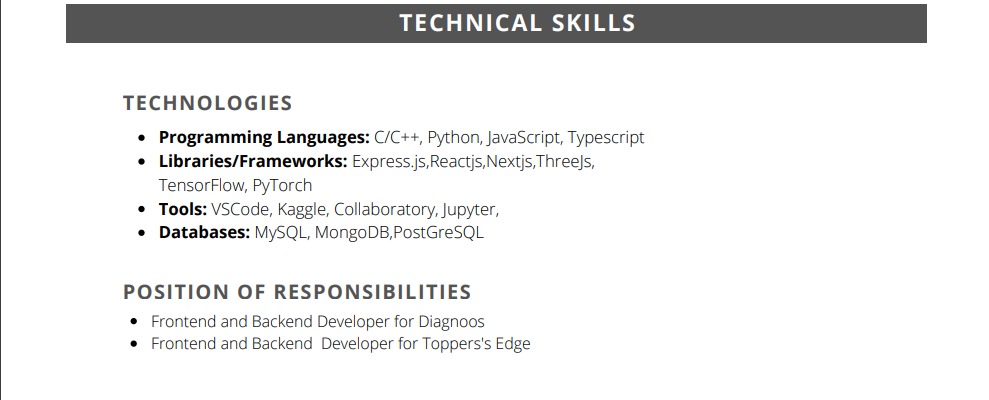 TECHNICAL SKILLS
TECHNOLOGIES
• Programming Languages: C/C++, Python, JavaScript, Typescript
• Libraries/Frameworks: Express.js,Reactjs,Nextjs,ThreeJs,
TensorFlow, PyTorch
• Tools: VSCode, Kaggle, Collaboratory, Jupyter,
• Databases: MySQL, MongoDB,PostGreSQL
POSITION OF RESPONSIBILITIES
• Frontend and Backend Developer for Diagnoos
• Frontend and Backend  Developer for Toppers's Edge